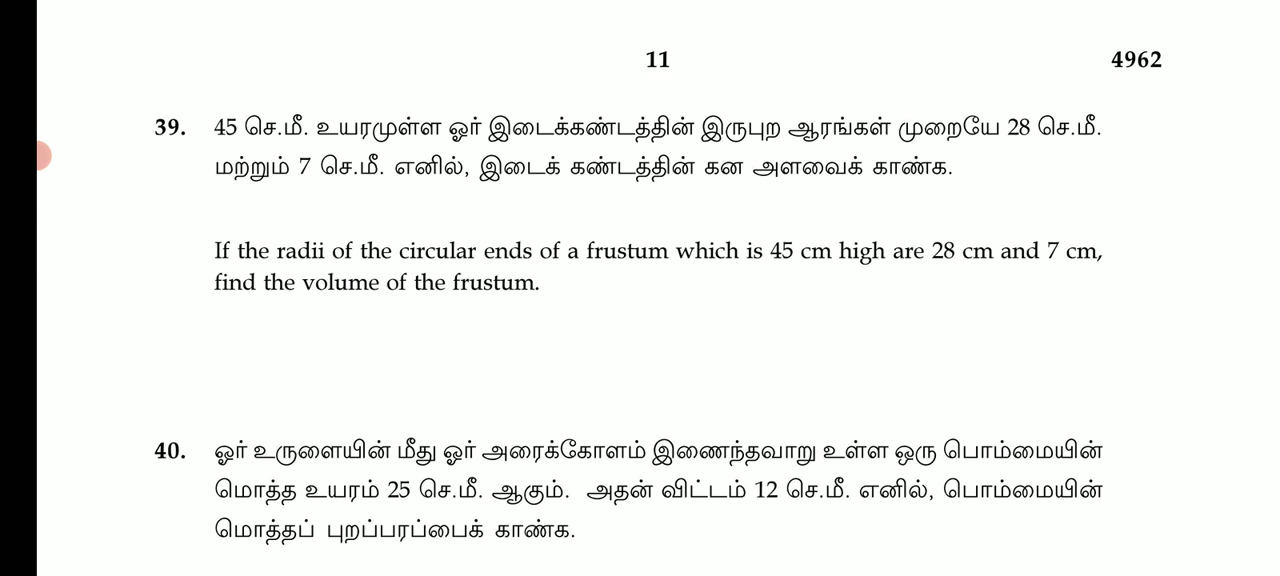 11 4962
39. 45 செ.மீ. உயரமுள்ள ஓர் இடைக்கண்டத்தின் இருபுற ஆரங்கள் முறையே 28 செ.மீ.
மற்றும் 7 செ.மீ. எனில், இடைக் கண்டத்தின் கன அளவைக் காண்க.
If the radii of the circular ends of a frustum which is 45 cm high are 28 cm and 7 cm,
find the volume of the frustum.
40. ஓர் உருளையின் மீது ஓர் அரைக்கோளம் இணைந்தவாறு உள்ள ஒரு பொம்மையின்
மொத்த உயரம் 25 செ.மீ. ஆகும். அதன் விட்டம் 12 செ.மீ. எனில், பொம்மையின்
மொத்தப் புறப்பரப்பைக் காண்க.